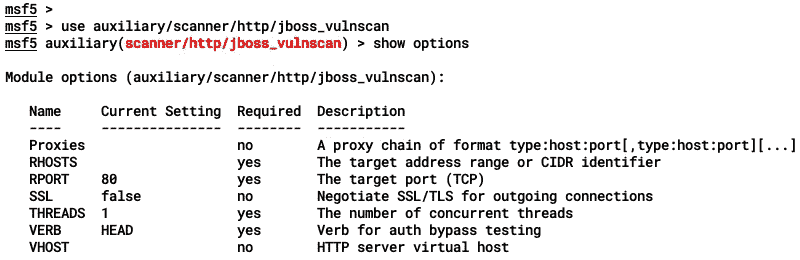 msf5 >
msf5 > use auxiliary/scanner/http/jboss_vulnscan
msf5 auxiliary(scanner/http/jboss_vulnscan) > show options
Module options (auxiliary/scanner/http/jboss_vulnscan):
Name     Current Setting  Required  Description
----     ---------------  --------  -----------
Proxies                   no        A proxy chain of format type:host:port[,type:host:port][...]
RHOSTS                    yes       The target address range or CIDR identifier
RPORT    80               yes       The target port (TCP)
SSL      false            no        Negotiate SSL/TLS for outgoing connections
THREADS  1                yes       The number of concurrent threads
VERB     HEAD             yes       Verb for auth bypass testing
VHOST                     no        HTTP server virtual host